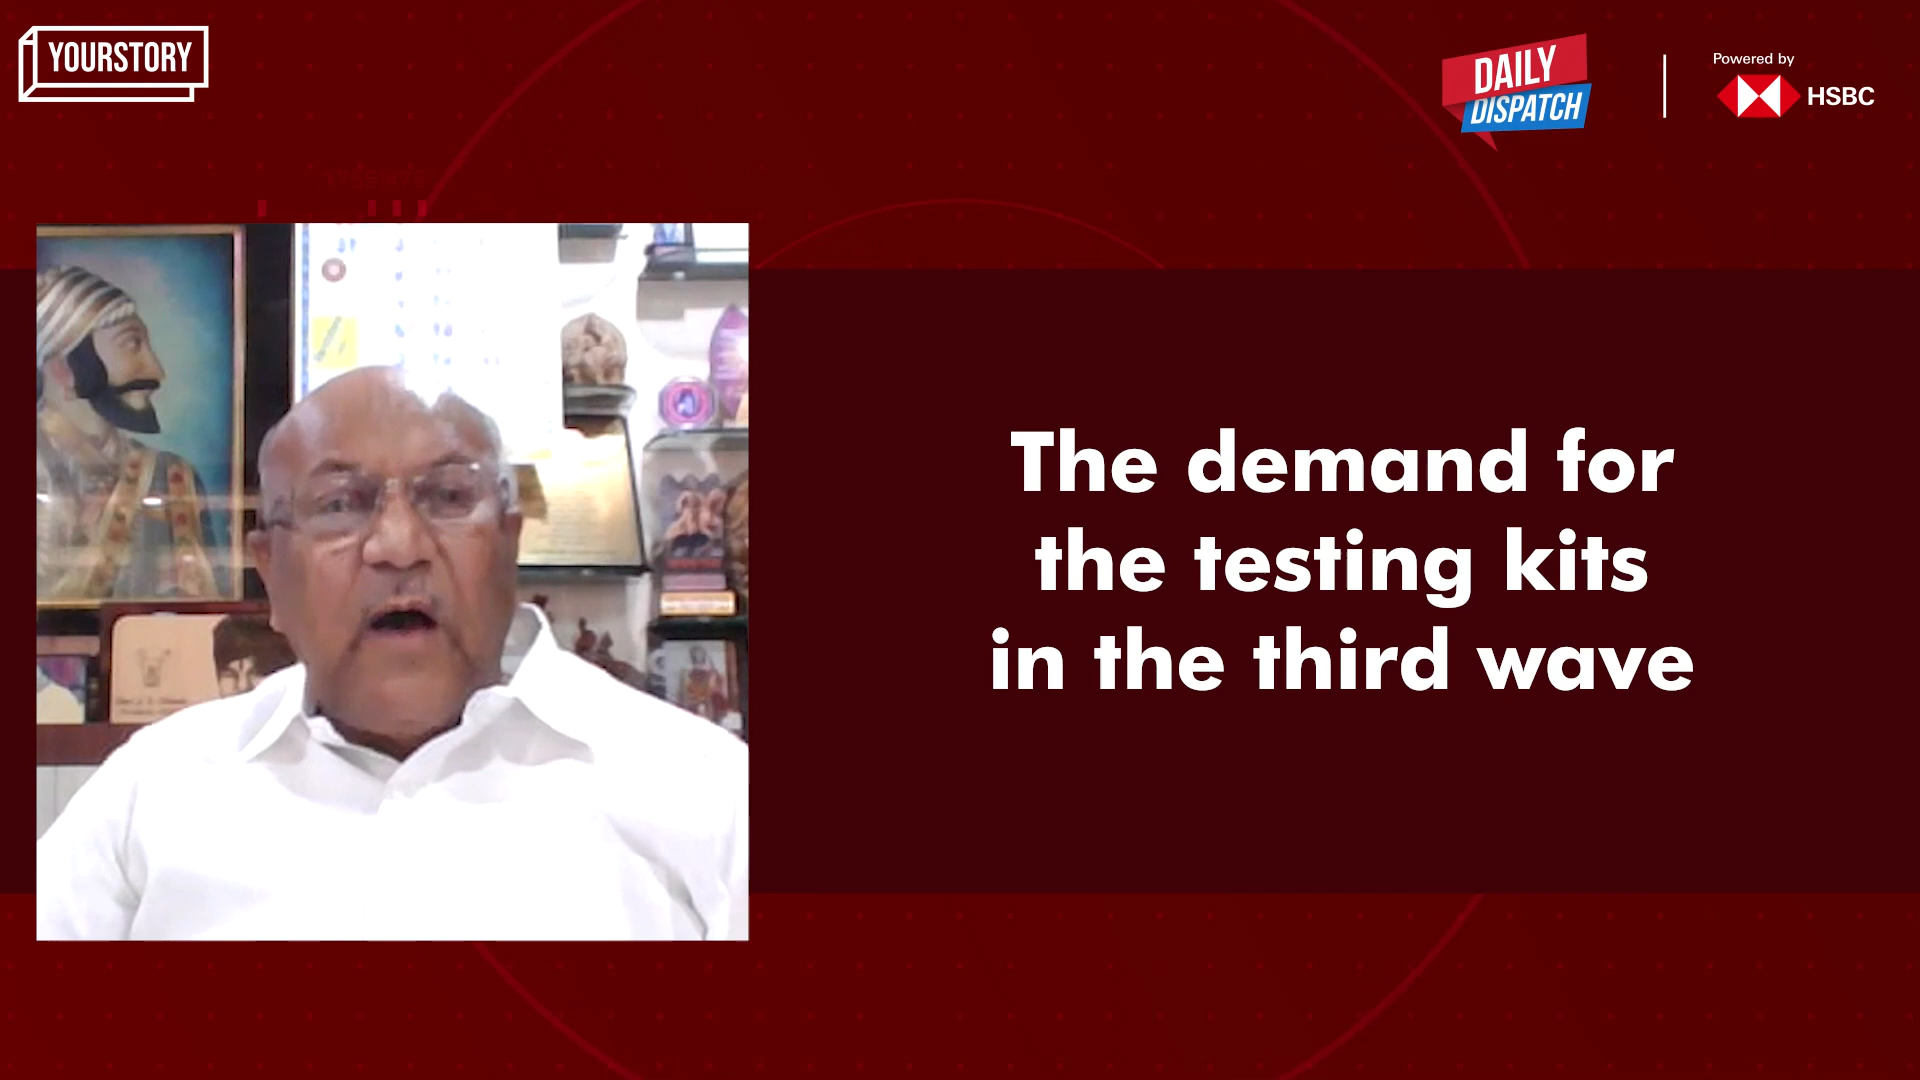 YOURSTORY
DAILY
DISPATCH
Powered by
HSBC
The demand for
the testing kits
in the third wave